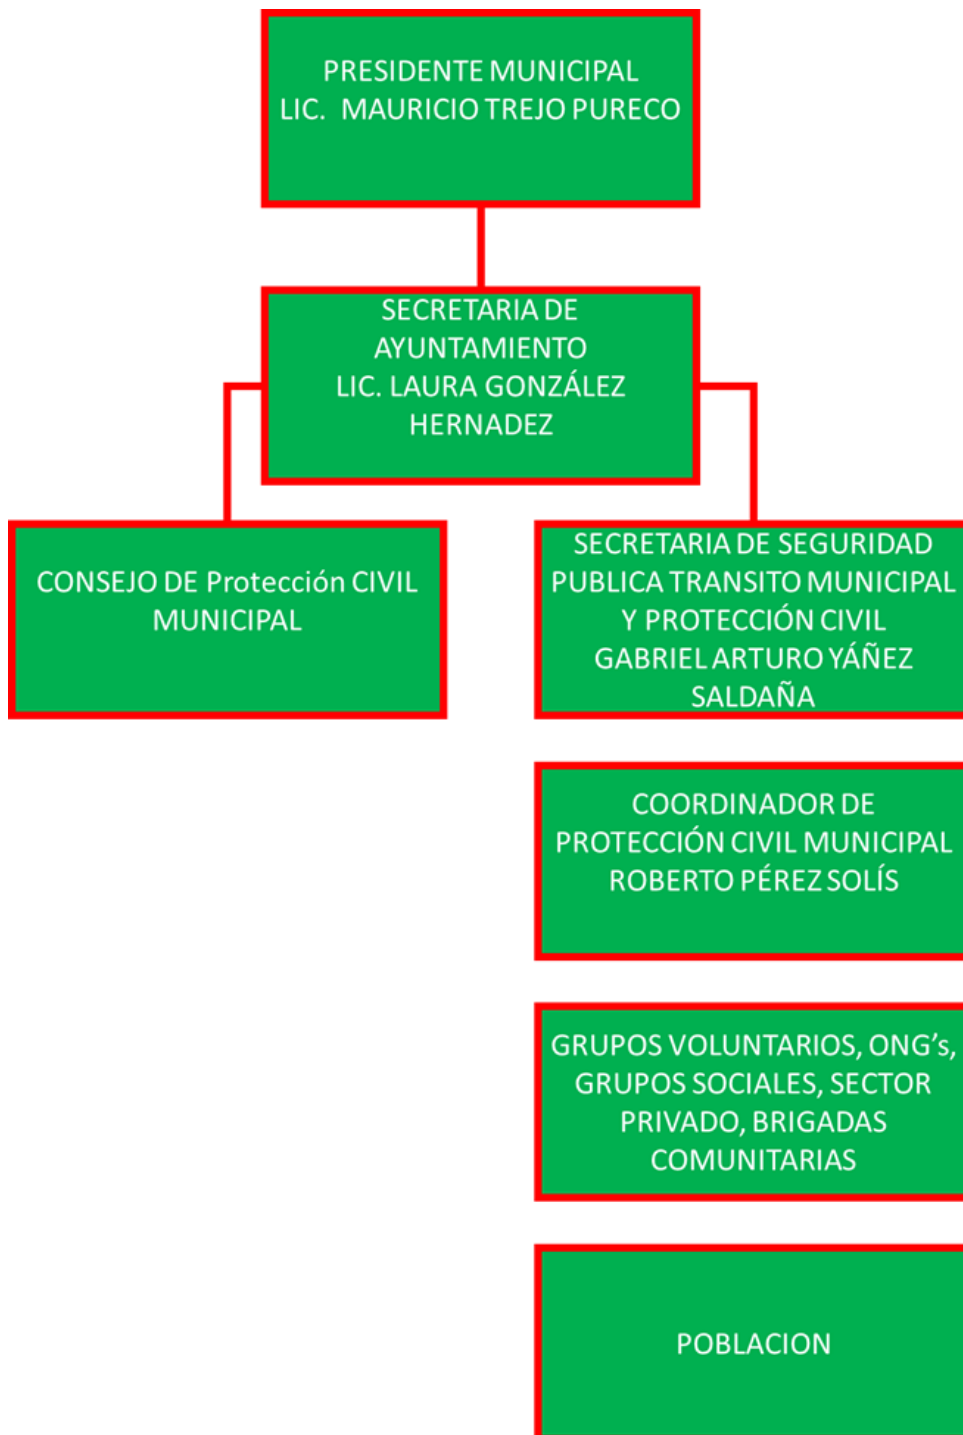 PRESIDENTE MUNICIPAL
LIC. MAURICIO TREJO PURECO
SECRETARIA DE
AYUNTAMIENTO
LIC. LAURA GONZÁLEZ
HERNADEZ
CONSEJO DE Protección CIVIL
MUNICIPAL
SECRETARIA DE SEGURIDAD
PUBLICA TRANSITO MUNICIPAL
Y PROTECCIÓN CIVIL
GABRIEL ARTURO YÁÑEZ
SALDAÑA
COORDINADOR DE
PROTECCIÓN CIVIL MUNICIPAL
ROBERTO PÉREZ SOLÍS
GRUPOS VOLUNTARIOS, ONG’s,
GRUPOS SOCIALES, SECTOR
PRIVADO, BRIGADAS
COMUNITARIAS
POBLACION